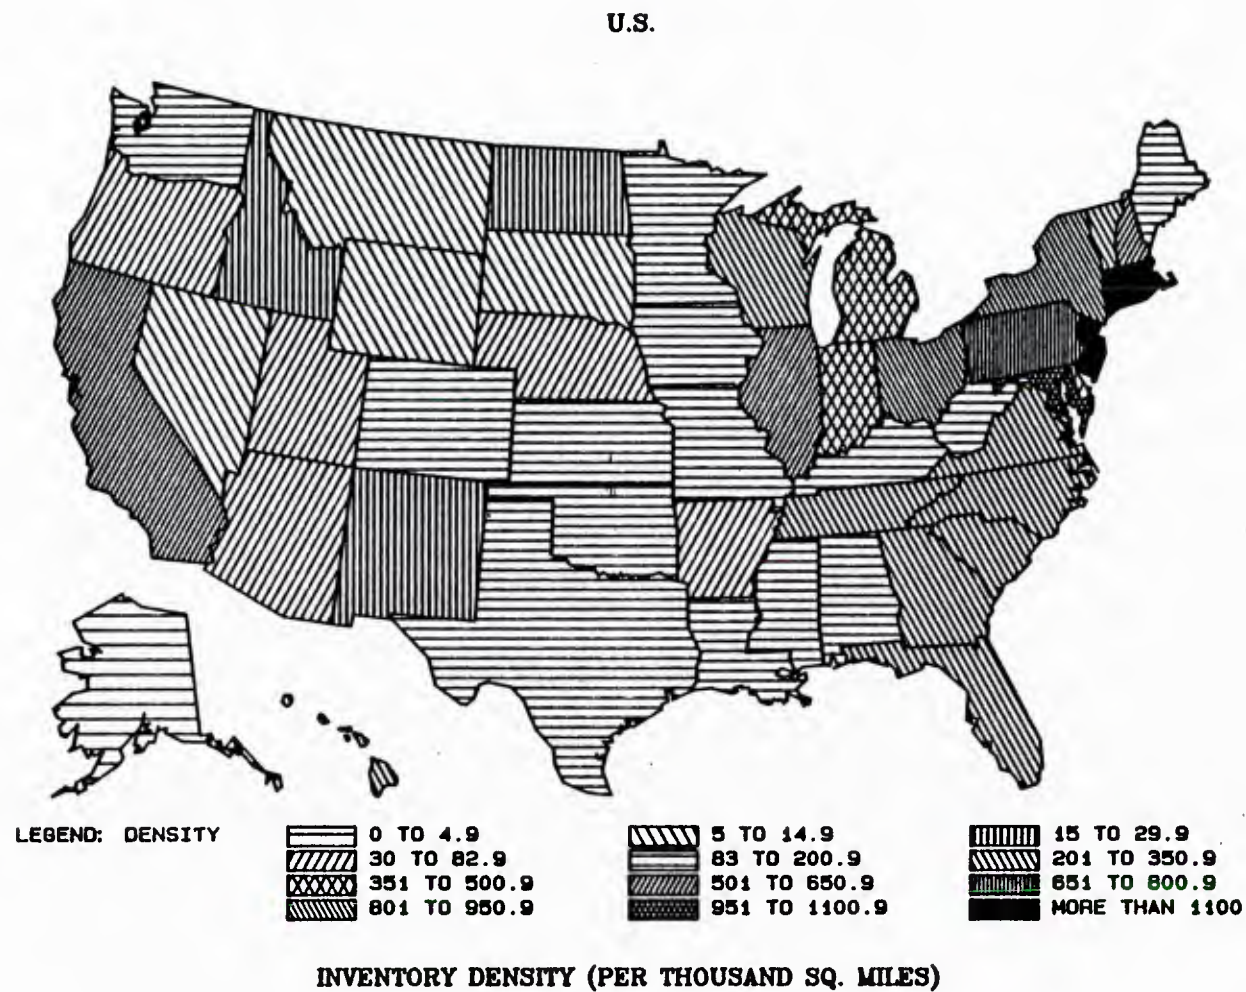 U.S.
LEGEND: DENSITY
0 TO 4.9
5 TO 14.9
15 TO 29.9
30 TO 82.9
83 TO 200.9
201 TO 350.9
351 TO 500.9
501 TO 650.9
651 TO 800.9
801 TO 950.9
951 TO 1100.9
MORE THAN 1100
INVENTORY DENSITY (PER THOUSAND SQ. MILES)